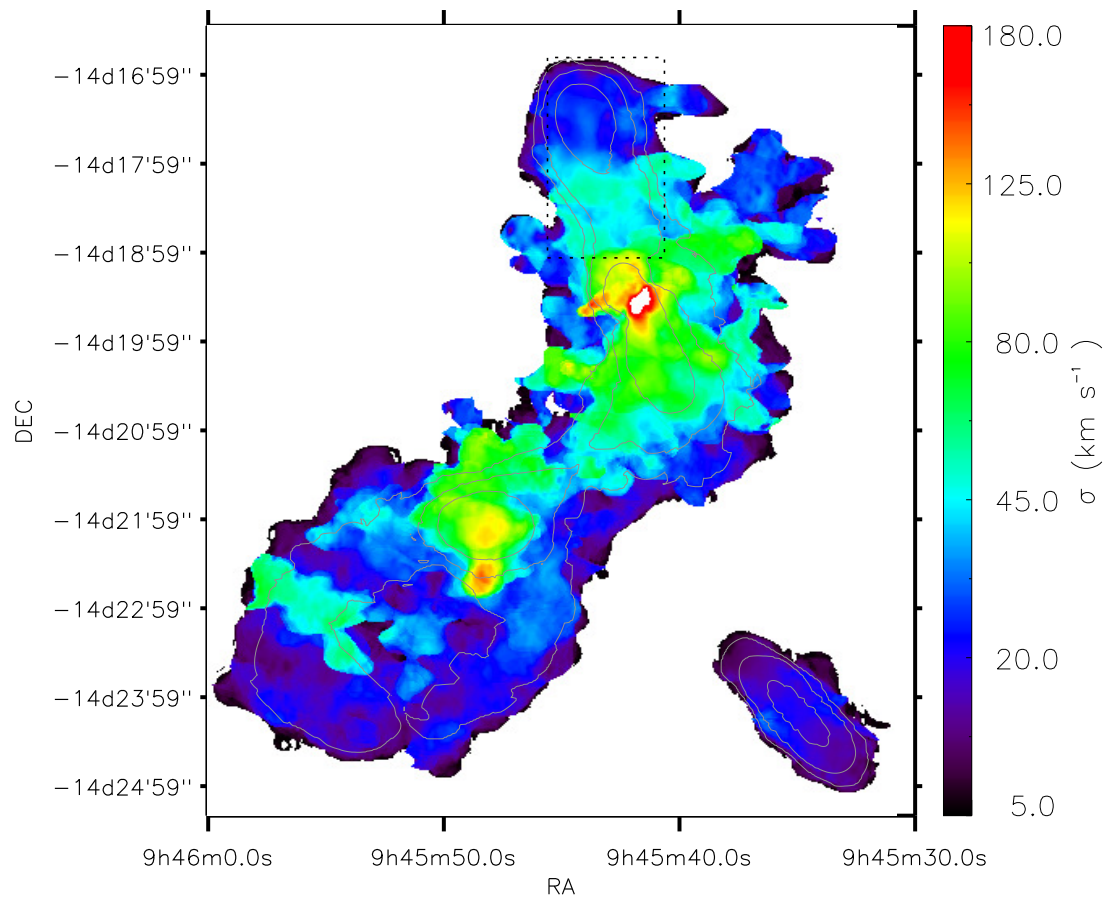 180.0
-14d16'59"
-14d17'59"
125.0
-14d18'59"
-14d19'59"
80.0
DEC
-14d20'59"
σ (km s⁻¹)
45.0
-14d21'59"
-14d22'59"
20.0
-14d23'59"
-14d24'59"
5.0
9h46m0.0s 9h45m50.0s 9h45m40.0s 9h45m30.0s
RA